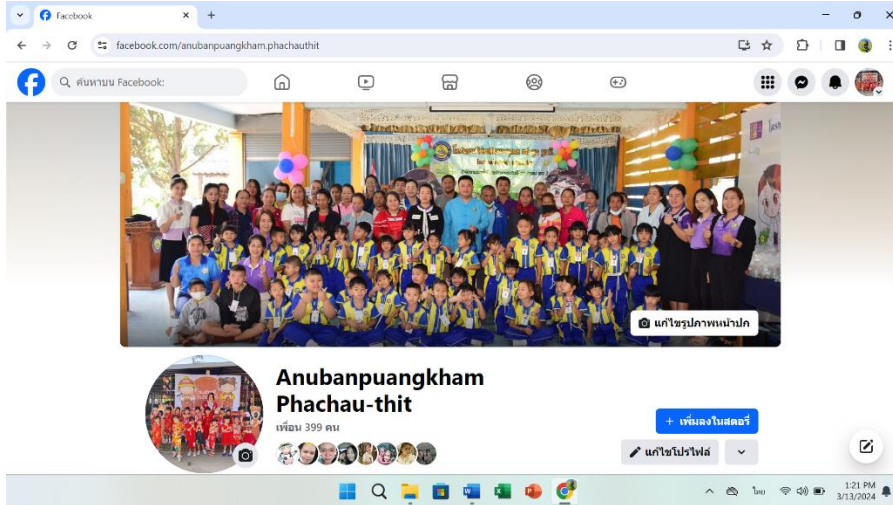 Facebook
facebook.com/anubanpuangkham.phachauthit
ค้นหาบน Facebook:
แก้ไขรูปภาพหน้าปก
Anubanpuangkham
Phachau-thit
เพื่อน 399 คน
+ เพิ่มลงในสตอรี่
แก้ไขโปรไฟล์
ไทย
1:21 PM
3/13/2024